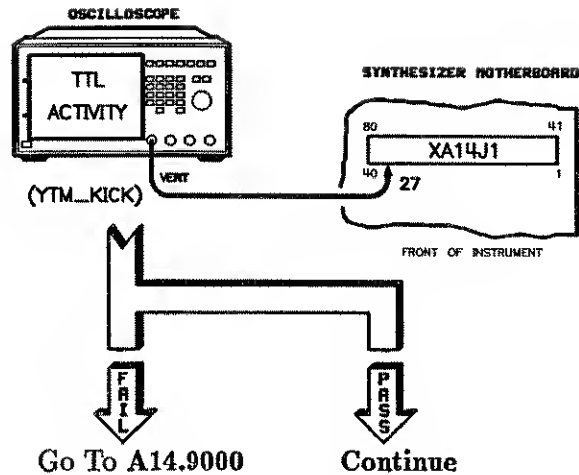 OSCILLOSCOPE
TTL
ACTIVITY
VERT
(YTM_KICK)
SYNTHESIZER MOTHERBOARD
80 41
XA14J1
40 1
27
FRONT OF INSTRUMENT
FAIL
PASS
Go To A14.9000
Continue